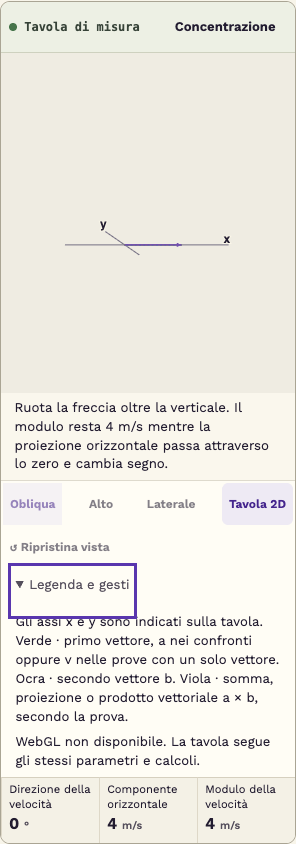 Tavola di misura Concentrazione
y
x
Ruota la freccia oltre la verticale. Il
modulo resta 4 m/s mentre la
proiezione orizzontale passa attraverso
lo zero e cambia segno.
Obliqua Alto Laterale Tavola 2D
↺ Ripristina vista
▼ Legenda e gesti
Gli assi x e y sono indicati sulla tavola.
Verde · primo vettore, a nei confronti
oppure v nelle prove con un solo vettore.
Ocra · secondo vettore b. Viola · somma,
proiezione o prodotto vettoriale a × b,
secondo la prova.
WebGL non disponibile. La tavola segue
gli stessi parametri e calcoli.
Direzione della velocità
0 °
Componente orizzontale
4 m/s
Modulo della velocità
4 m/s